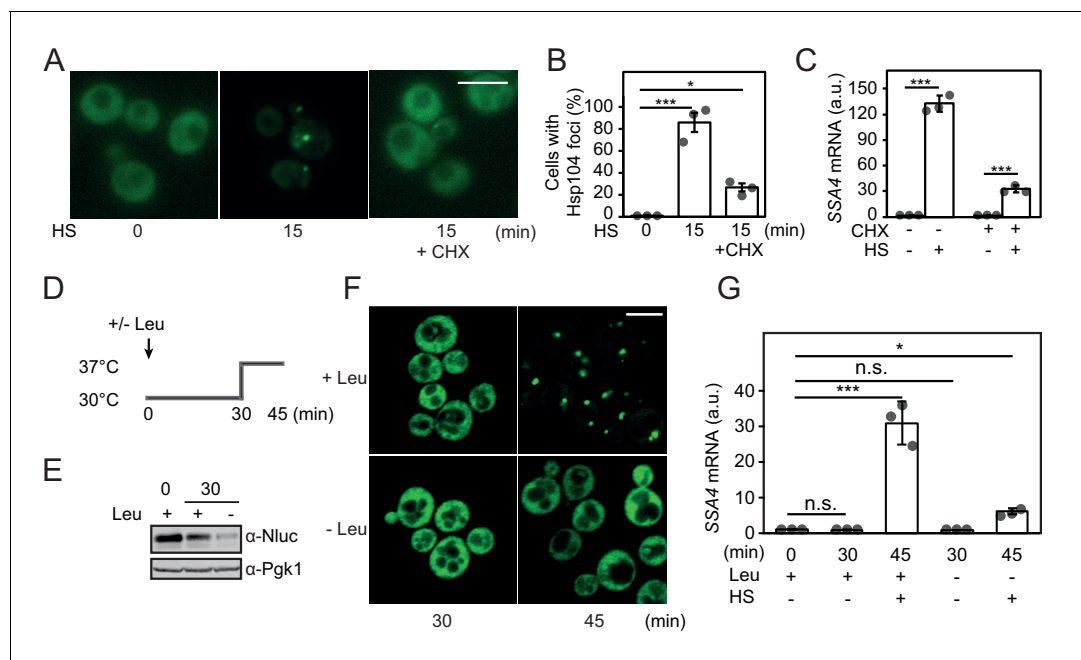 A
HS 0 15 15 (min)
+ CHX
B
Cells with
Hsp104 foci (%)
100
80
60
40
20
0
***
*
HS 0 15 15 (min)
+CHX
C
SSA4 mRNA (a.u.)
150
120
90
60
30
0
***
***
CHX - - + +
HS - + - +
D
+/- Leu
37°C
30°C
0 30 45 (min)
E
0 30
Leu + + -
α-Nluc
α-Pgk1
F
+ Leu
- Leu
30 45 (min)
G
SSA4 mRNA (a.u.)
40
30
20
10
0
*
n.s.
***
n.s.
(min) 0 30 45 30 45
Leu + + + - -
HS - - + - +